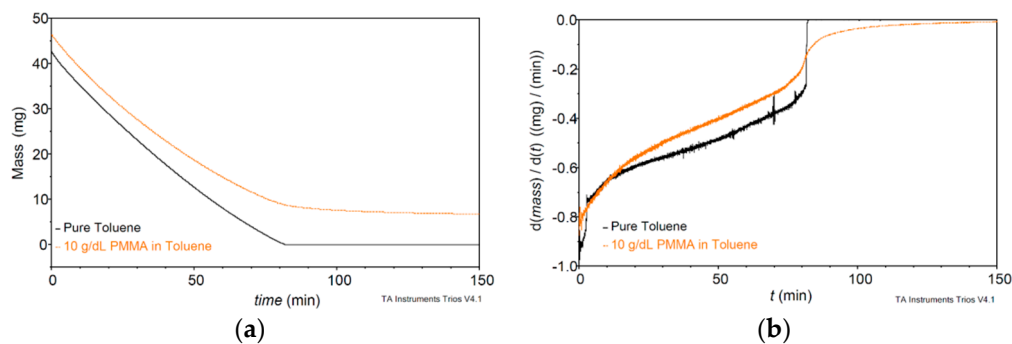 50
40
30
20
10
0
Mass (mg)
– Pure Toluene
-- 10 g/dL PMMA in Toluene
0 50 100 150
time (min)
TA Instruments Trios V4.1
(a)
0.0
-0.2
-0.4
-0.6
-0.8
-1.0
d(mass) / d(t) ((mg) / (min))
– Pure Toluene
-- 10 g/dL PMMA in Toluene
0 50 100 150
t (min)
TA Instruments Trios V4.1
(b)